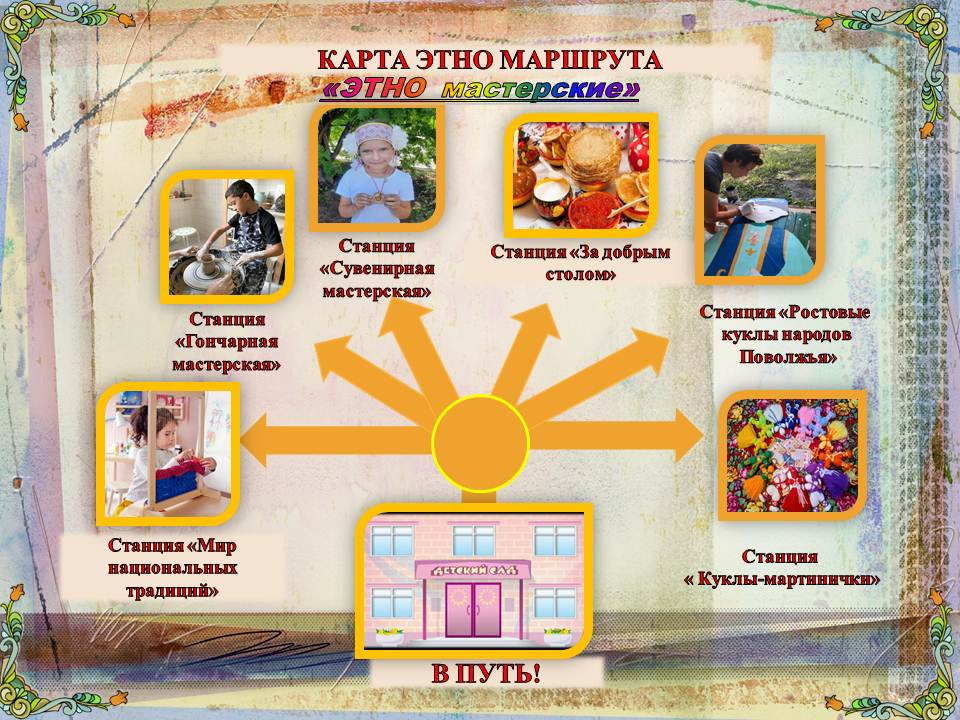 КАРТА ЭТНО МАРШРУТА
«ЭТНО мастерские»
Станция
«Сувенирная
мастерская»
Станция «За добрым
столом»
Станция
«Гончарная
мастерская»
Станция «Ростовые
куклы народов
Поволжья»
Станция «Мир
национальных
традиций»
Станция
« Куклы-мартинички»
ДЕТСКИЙ САД
В ПУТЬ!